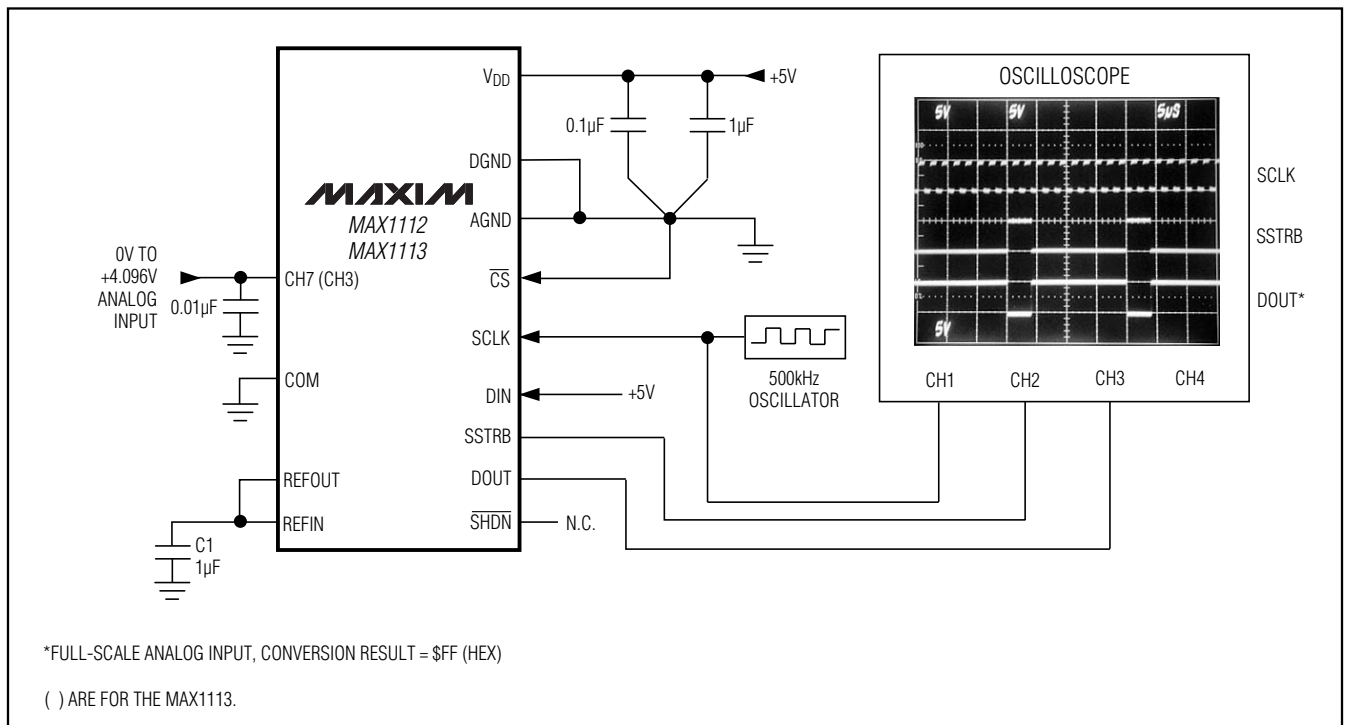 V_DD
+5V
0.1µF
1µF
DGND
MAXIM
MAX1112
MAX1113
AGND
0V TO
+4.096V
ANALOG
INPUT
0.01µF
CH7 (CH3)
CS
SCLK
500kHz
OSCILLATOR
COM
DIN
+5V
SSTRB
REFOUT
DOUT
REFIN
SHDN
N.C.
C1
1µF
OSCILLOSCOPE
5V
5V
5µS
5V
SCLK
SSTRB
DOUT*
CH1
CH2
CH3
CH4
*FULL-SCALE ANALOG INPUT, CONVERSION RESULT = $FF (HEX)
( ) ARE FOR THE MAX1113.